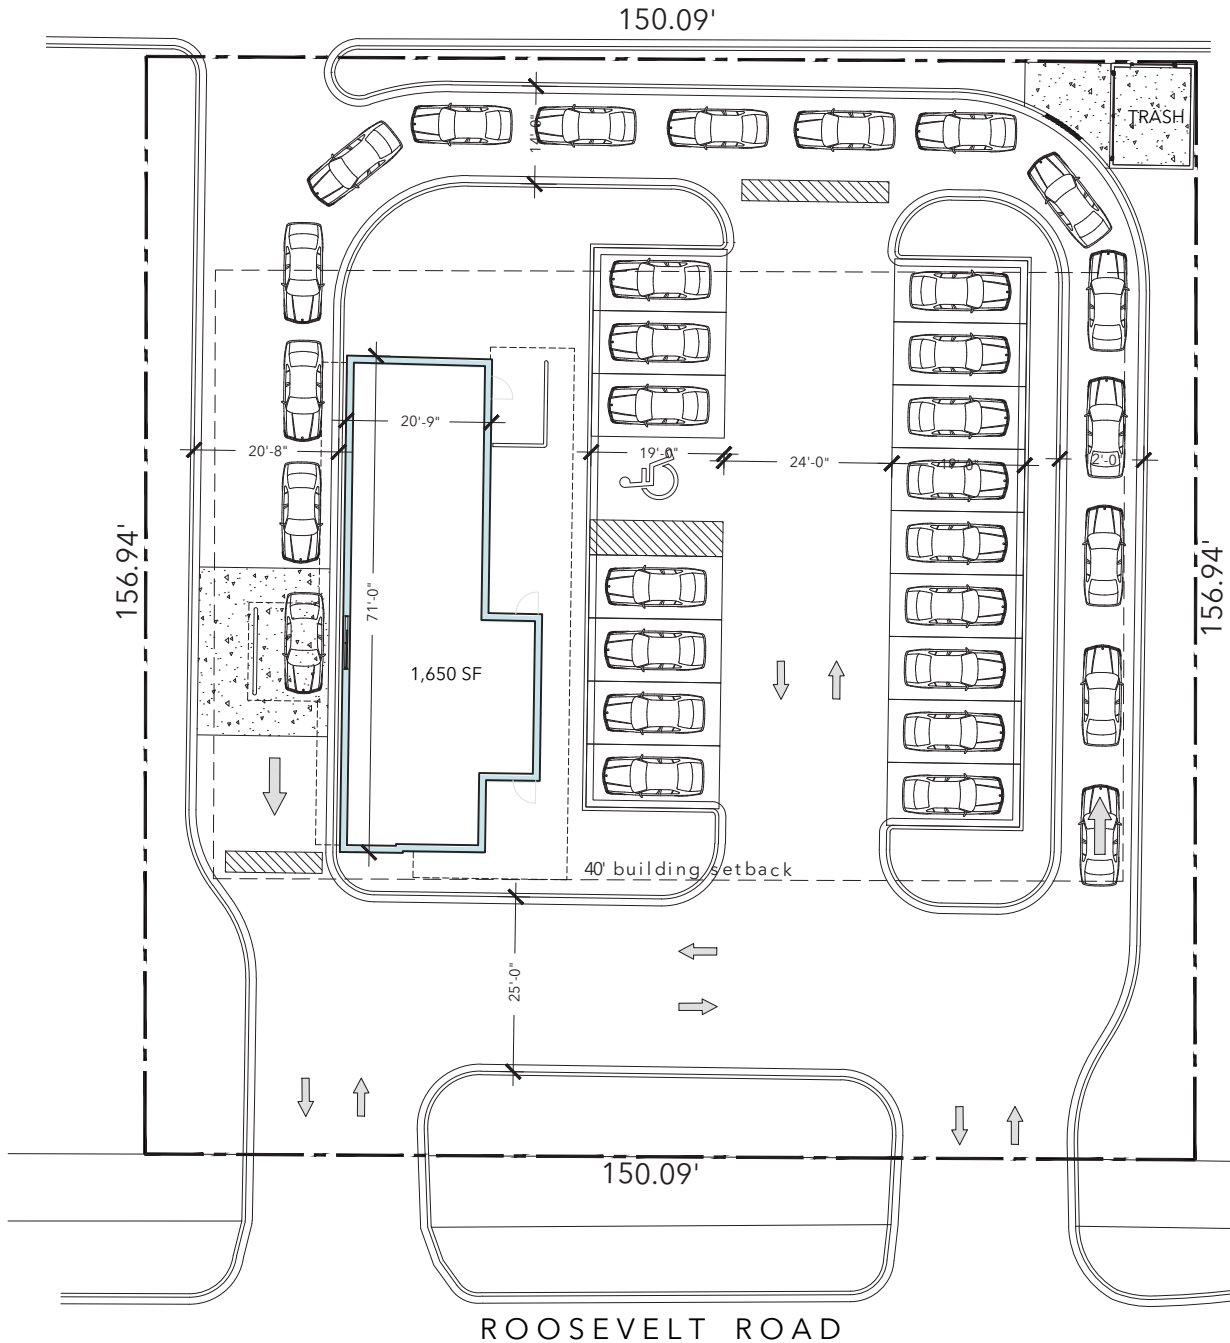 150.09'
TRASH
14'-0"
20'-9"
20'-8"
19'-0"
24'-0"
156.94'
156.94'
71'-0"
1,650 SF
40' building setback
25'-0"
150.09'
ROOSEVELT ROAD